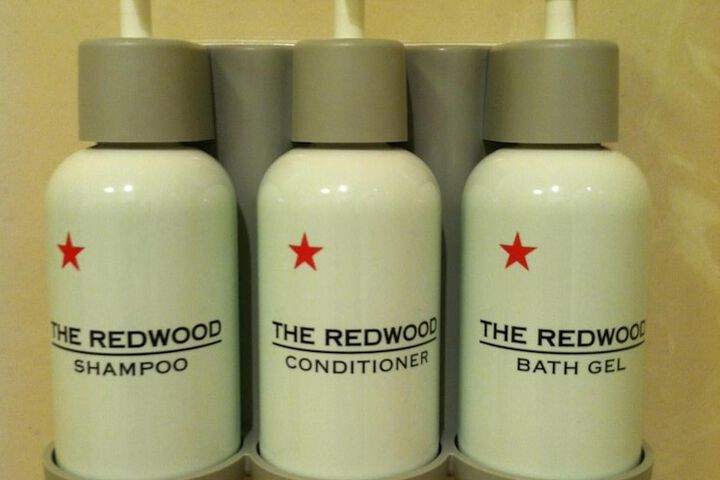 THE REDWOOD
SHAMPOO
THE REDWOOD
CONDITIONER
THE REDWOOD
BATH GEL